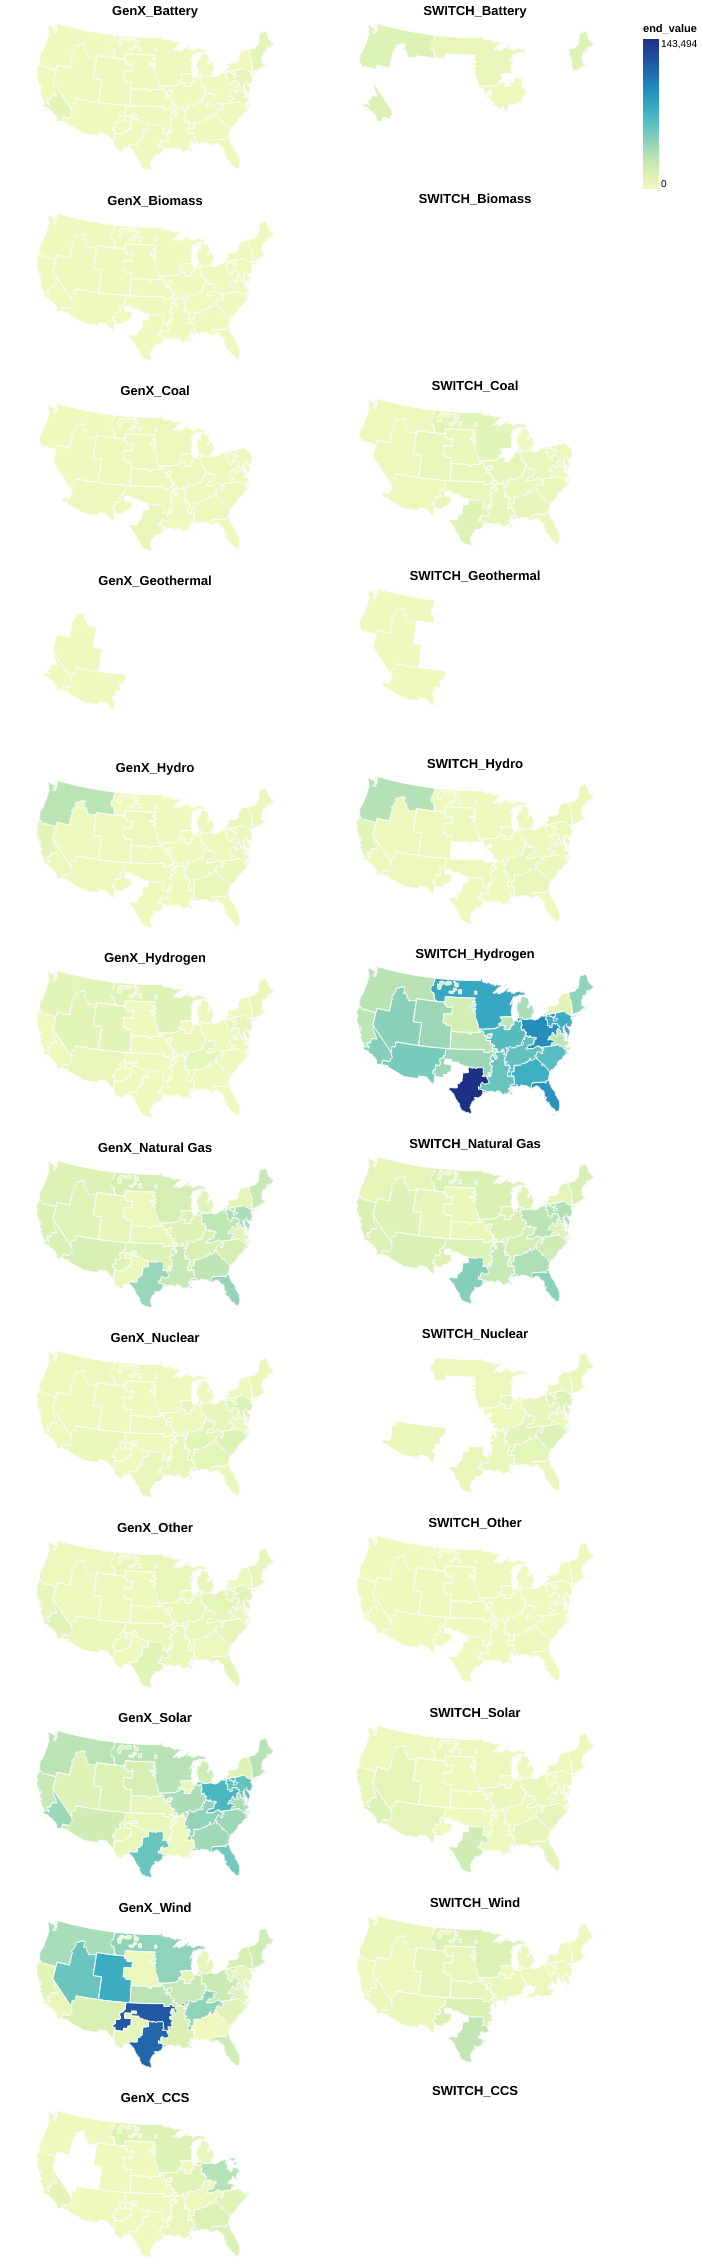 GenX_Battery
SWITCH_Battery
end_value
143,494
0
GenX_Biomass
SWITCH_Biomass
GenX_Coal
SWITCH_Coal
GenX_Geothermal
SWITCH_Geothermal
GenX_Hydro
SWITCH_Hydro
GenX_Hydrogen
SWITCH_Hydrogen
GenX_Natural Gas
SWITCH_Natural Gas
GenX_Nuclear
SWITCH_Nuclear
GenX_Other
SWITCH_Other
GenX_Solar
SWITCH_Solar
GenX_Wind
SWITCH_Wind
GenX_CCS
SWITCH_CCS